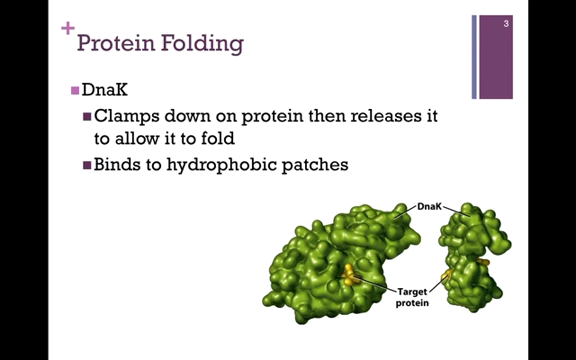 3
+
Protein Folding
DnaK
Clamps down on protein then releases it
to allow it to fold
Binds to hydrophobic patches
DnaK
Target
protein